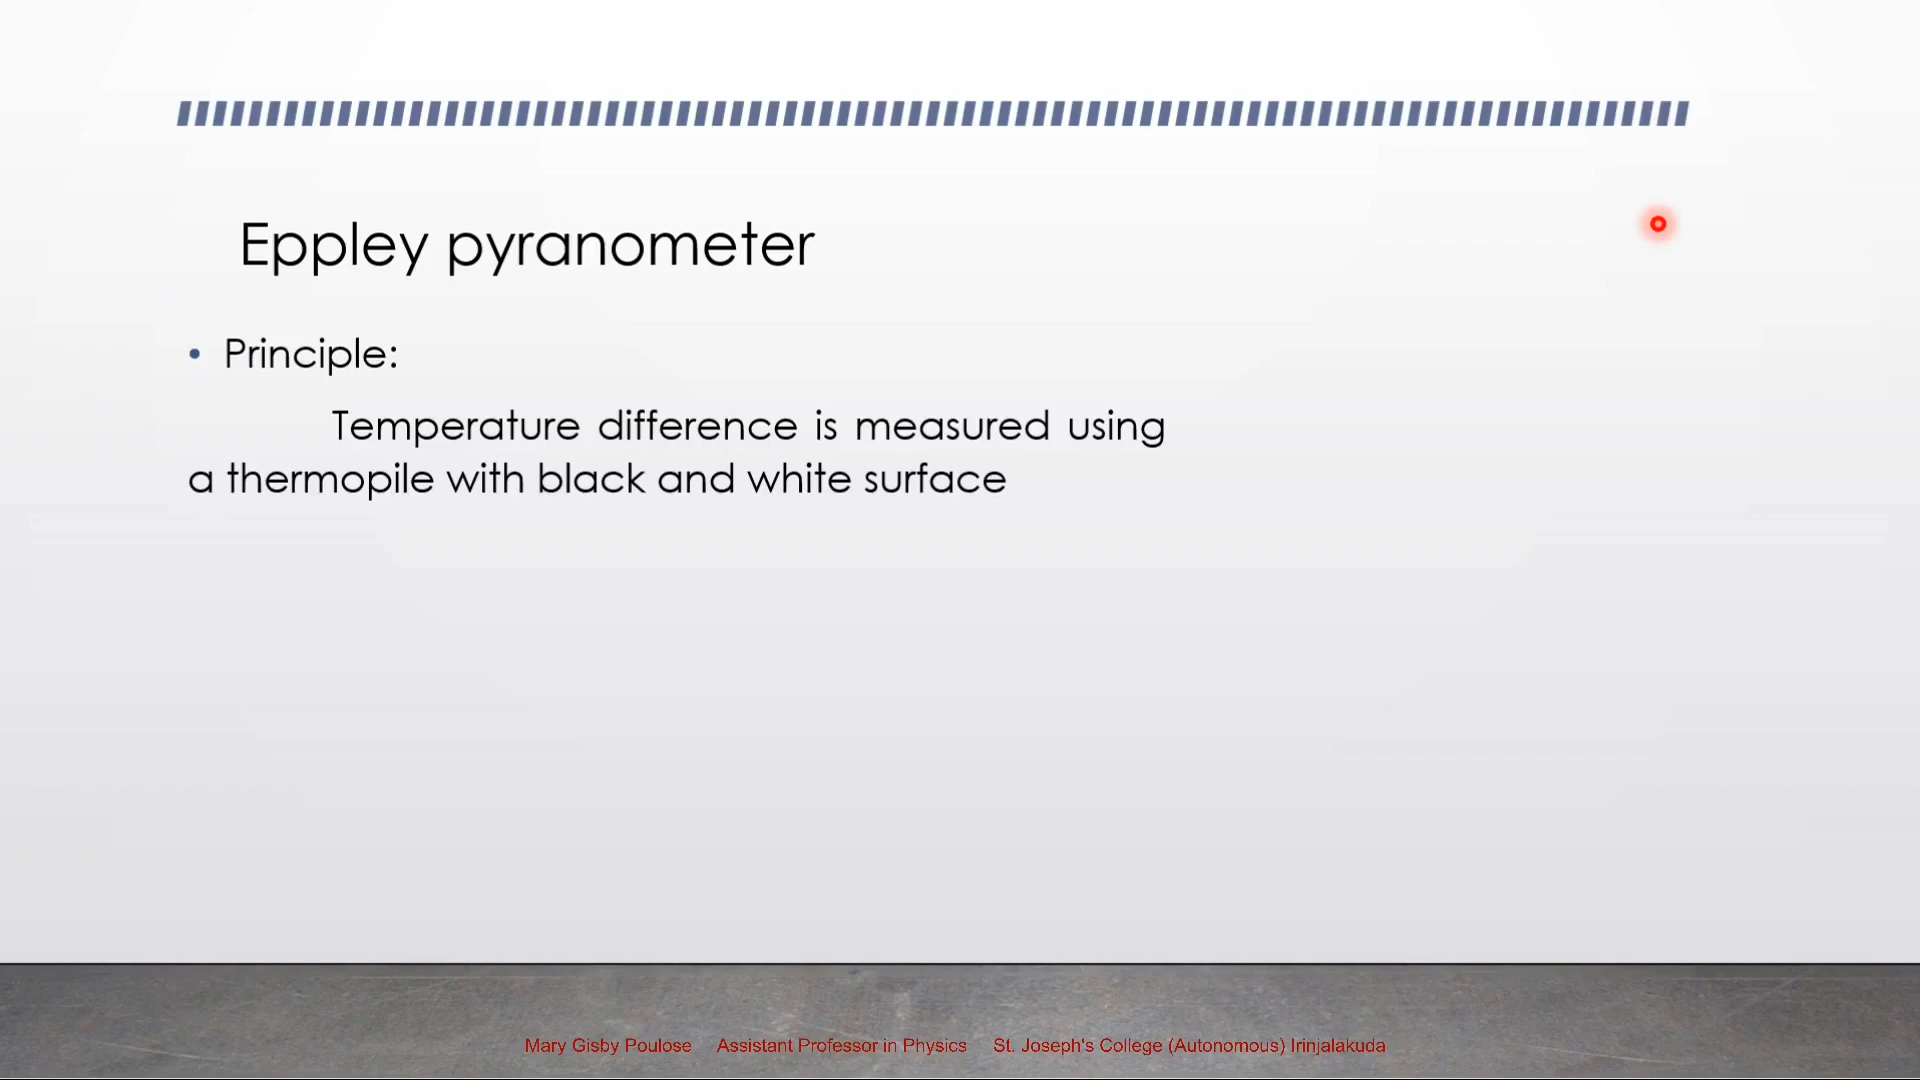 Eppley pyranometer
• Principle:
Temperature difference is measured using
a thermopile with black and white surface
Mary Gisby Poulose Assistant Professor in Physics St. Joseph's College (Autonomous) Irinjalakuda